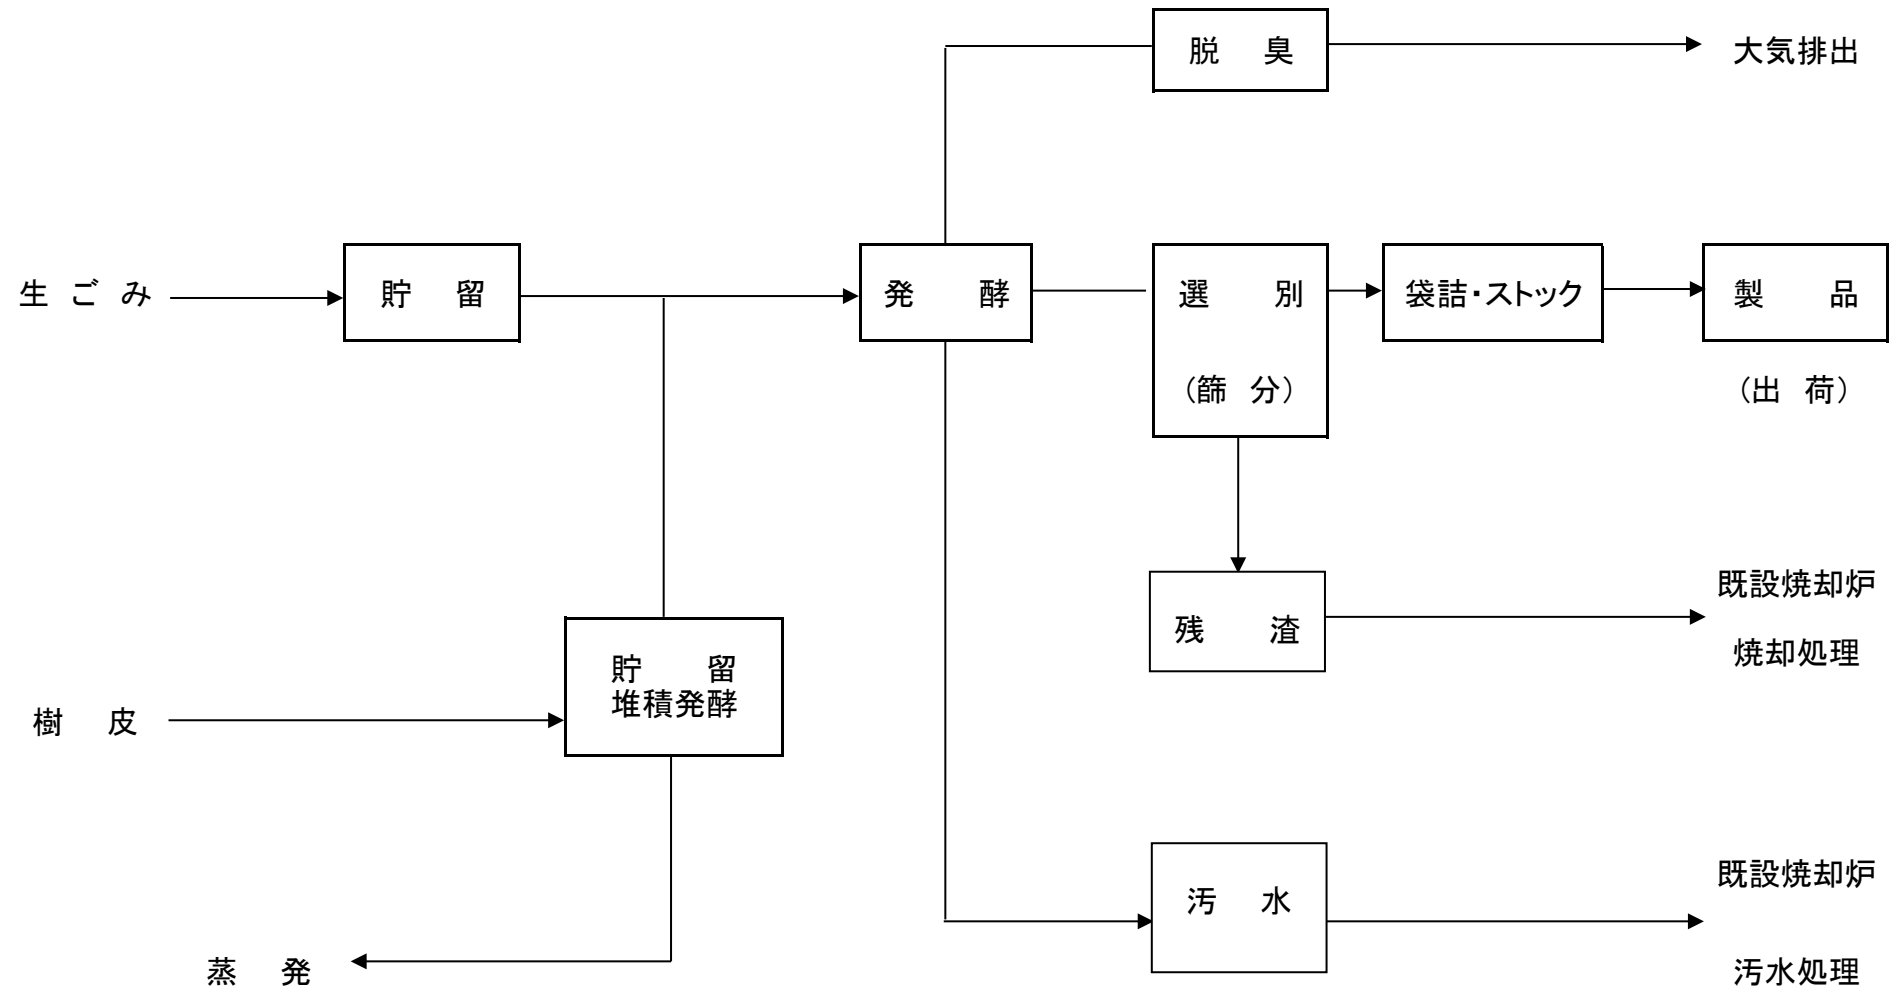 脱 臭
大気排出
生 ご み
貯 留
発 酵
選 別
(篩 分)
袋詰・ストック
製 品
(出 荷)
既設焼却炉
焼却処理
残 渣
貯 留
堆積発酵
樹 皮
既設焼却炉
汚水処理
汚 水
蒸 発